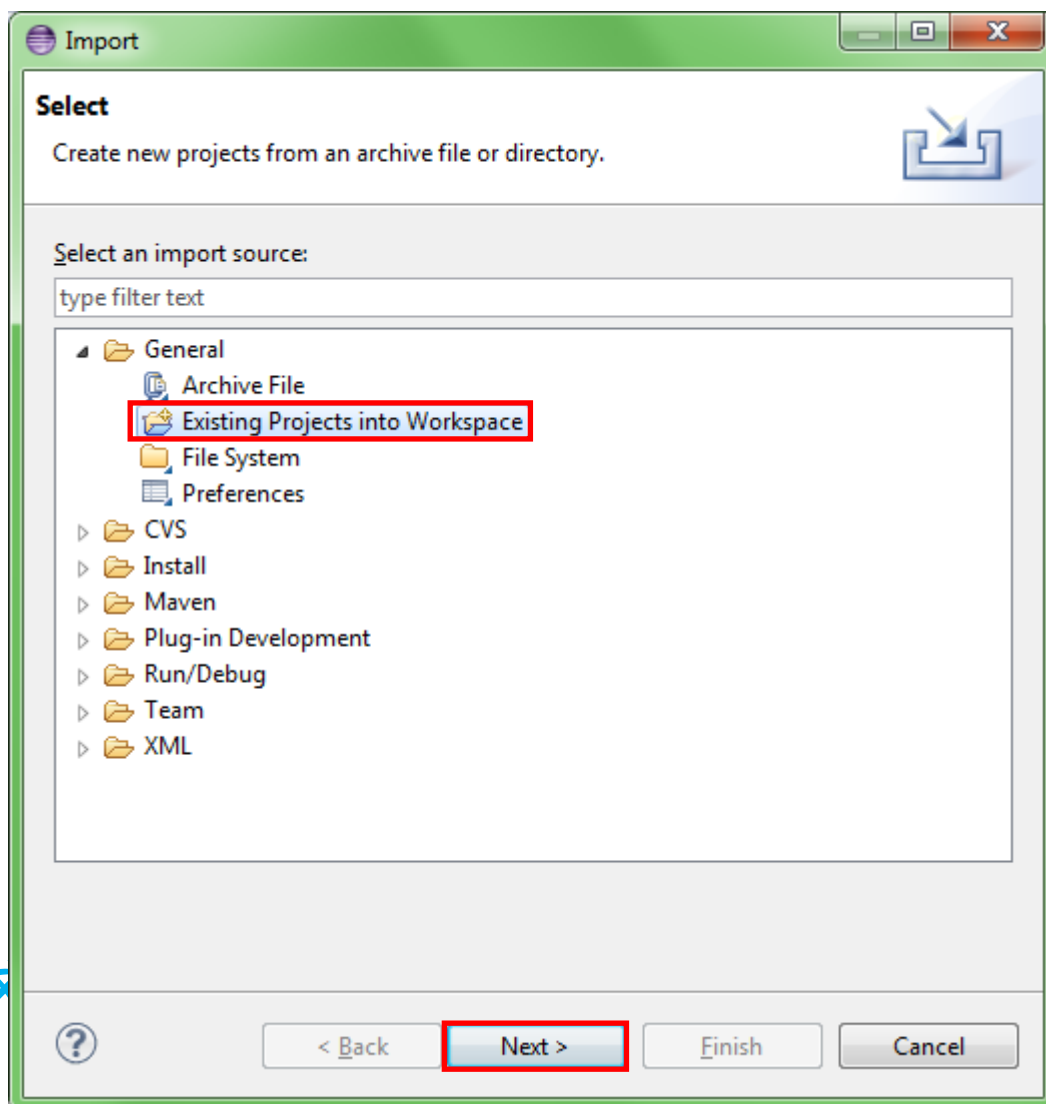 Import
Select
Create new projects from an archive file or directory.
Select an import source:
type filter text
General
Archive File
Existing Projects into Workspace
File System
Preferences
CVS
Install
Maven
Plug-in Development
Run/Debug
Team
XML
? < Back Next > Finish Cancel